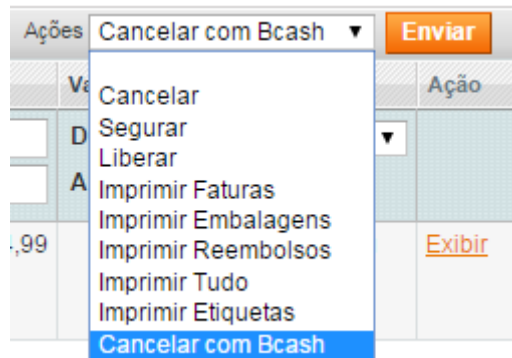 Ações Cancelar com Bcash Enviar
Ação
Cancelar
D Segurar
Liberar
A Imprimir Faturas
Imprimir Embalagens
,99 Imprimir Reembolsos Exibir
Imprimir Tudo
Imprimir Etiquetas
Cancelar com Bcash